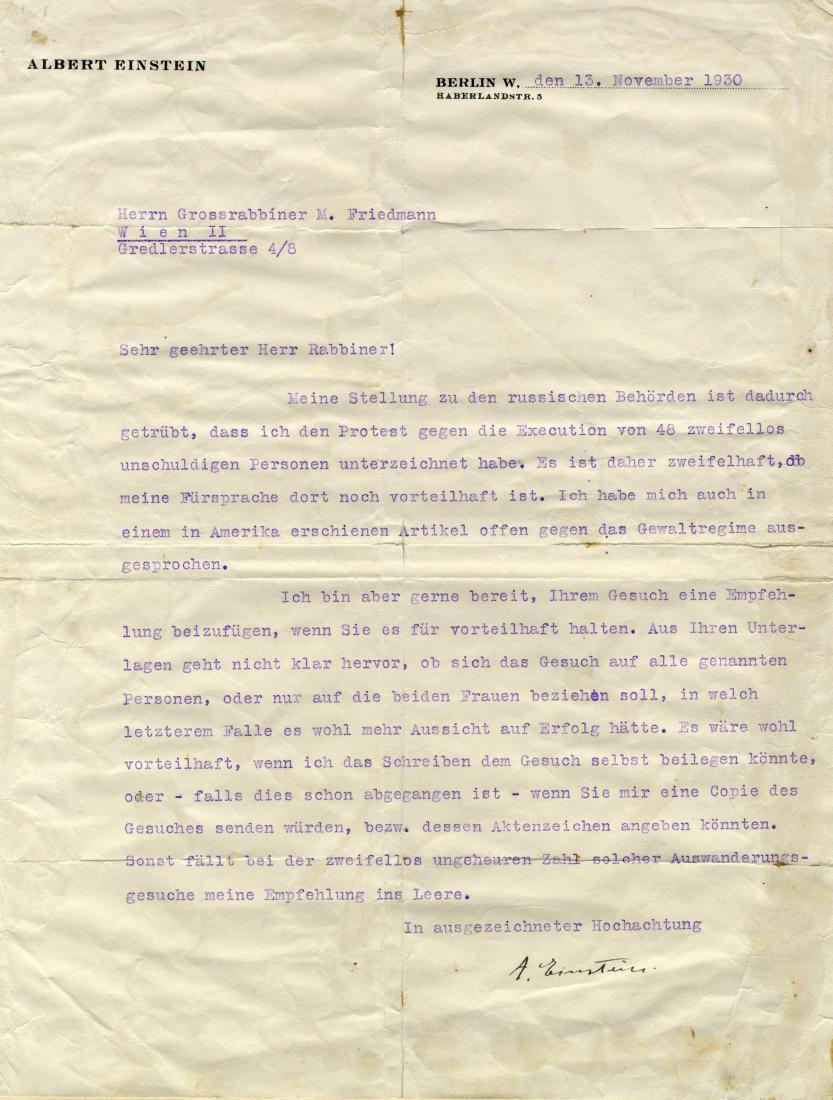 ALBERT EINSTEIN
BERLIN W. den 13. November 1930
HABERLANDSTR. 5
Herrn Grossrabbiner M. Friedmann
W i e n  II
Gredlerstrasse 4/8
Sehr geehrter Herr Rabbiner!
Meine Stellung zu den russischen Behörden ist dadurch
getrübt, dass ich den Protest gegen die Execution von 48 zweifellos
unschuldigen Personen unterzeichnet habe. Es ist daher zweifelhaft, ob
meine Fürsprache dort noch vorteilhaft ist. Ich habe mich auch in
einem in Amerika erschienen Artikel offen gegen das Gewaltregime aus-
gesprochen.
Ich bin aber gerne bereit, Ihrem Gesuch eine Empfeh-
lung beizufügen, wenn Sie es für vorteilhaft halten. Aus Ihren Unter-
lagen geht nicht klar hervor, ob sich das Gesuch auf alle genannten
Personen, oder nur auf die beiden Frauen beziehen soll, in welch
letzterem Falle es wohl mehr Aussicht auf Erfolg hätte. Es wäre wohl
vorteilhaft, wenn ich das Schreiben dem Gesuch selbst beilegen könnte,
oder - falls dies schon abgegangen ist - wenn Sie mir eine Copie des
Gesuches senden würden, bezw. dessen Aktenzeichen angeben könnten.
Sonst fällt bei der zweifellos ungeheuren Zahl solcher Auswanderungs-
gesuche meine Empfehlung ins Leere.
In ausgezeichneter Hochachtung
A. Einstein.